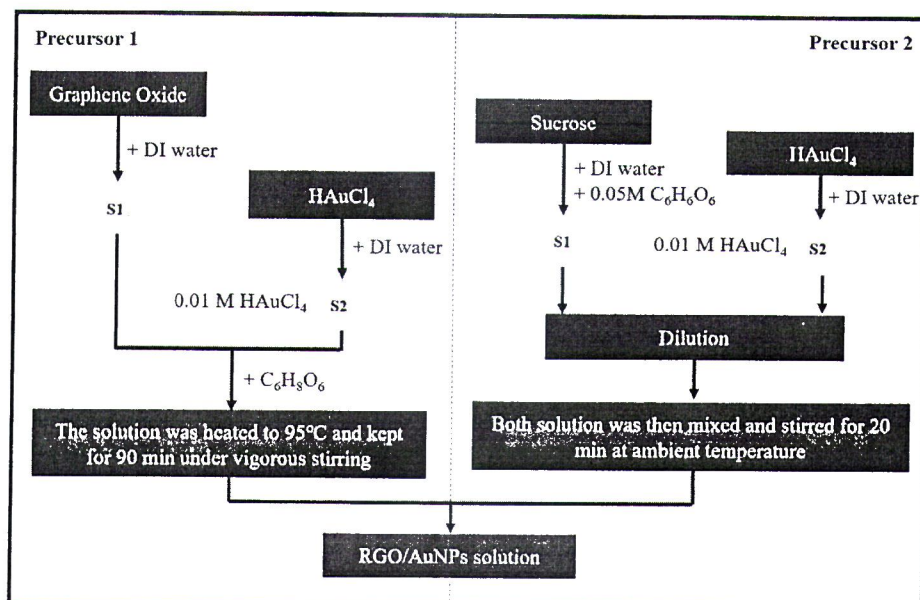 Precursor 1
Graphene Oxide
+ DI water
S1
HAuCl₄
+ DI water
0.01 M HAuCl₄ S2
+ C₆H₈O₆
The solution was heated to 95°C and kept
for 90 min under vigorous stirring
Precursor 2
Sucrose
+ DI water
+ 0.05M C₆H₆O₆
S1
HAuCl₄
+ DI water
0.01 M HAuCl₄ S2
Dilution
Both solution was then mixed and stirred for 20
min at ambient temperature
RGO/AuNPs solution